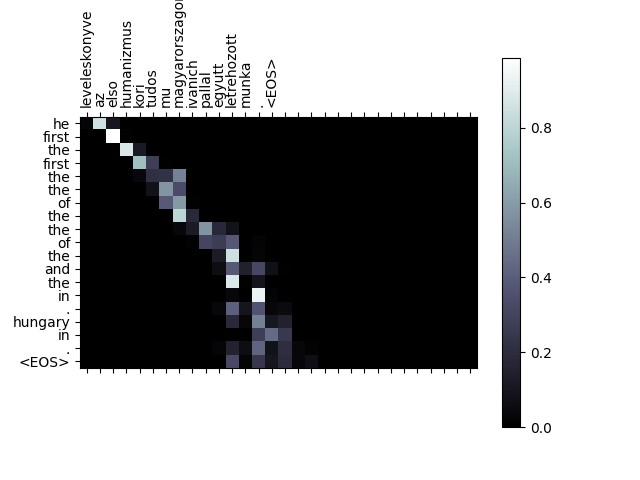 leveleskonyve
az
elso
humanizmus
kori
tudos
mu
magyarorszagon
ivanich
pallal
egyutt
letrehozott
munka
.
<EOS>
he
first
the
first
the
the
of
the
the
of
the
and
the
in
.
hungary
in
.
<EOS>
0.8
0.6
0.4
0.2
0.0